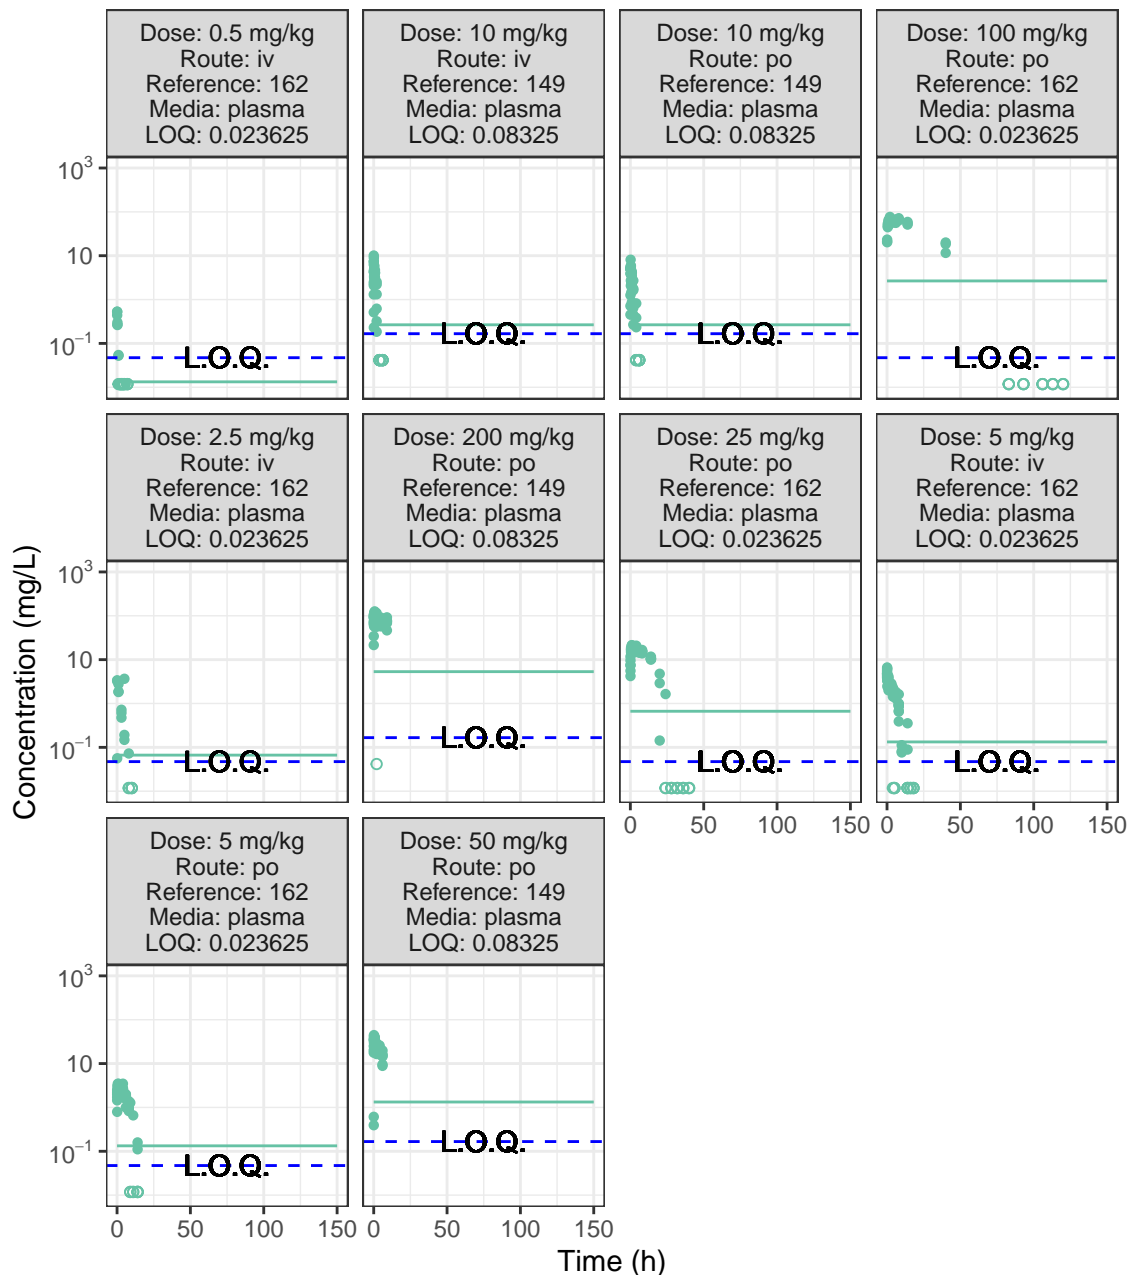 Dose: 0.5 mg/kg
Route: iv
Reference: 162
Media: plasma
LOQ: 0.023625
Dose: 10 mg/kg
Route: iv
Reference: 149
Media: plasma
LOQ: 0.08325
Dose: 10 mg/kg
Route: po
Reference: 149
Media: plasma
LOQ: 0.08325
Dose: 100 mg/kg
Route: po
Reference: 162
Media: plasma
LOQ: 0.023625
10³
10
10⁻¹
L.O.Q.
L.O.Q.
L.O.Q.
L.O.Q.
Dose: 2.5 mg/kg
Route: iv
Reference: 162
Media: plasma
LOQ: 0.023625
Dose: 200 mg/kg
Route: po
Reference: 149
Media: plasma
LOQ: 0.08325
Dose: 25 mg/kg
Route: po
Reference: 162
Media: plasma
LOQ: 0.023625
Dose: 5 mg/kg
Route: iv
Reference: 162
Media: plasma
LOQ: 0.023625
10³
10
10⁻¹
L.O.Q.
L.O.Q.
L.O.Q.
L.O.Q.
0 50 100 150
0 50 100 150
Dose: 5 mg/kg
Route: po
Reference: 162
Media: plasma
LOQ: 0.023625
Dose: 50 mg/kg
Route: po
Reference: 149
Media: plasma
LOQ: 0.08325
10³
10
10⁻¹
L.O.Q.
L.O.Q.
0 50 100 150
0 50 100 150
Time (h)
Concentration (mg/L)